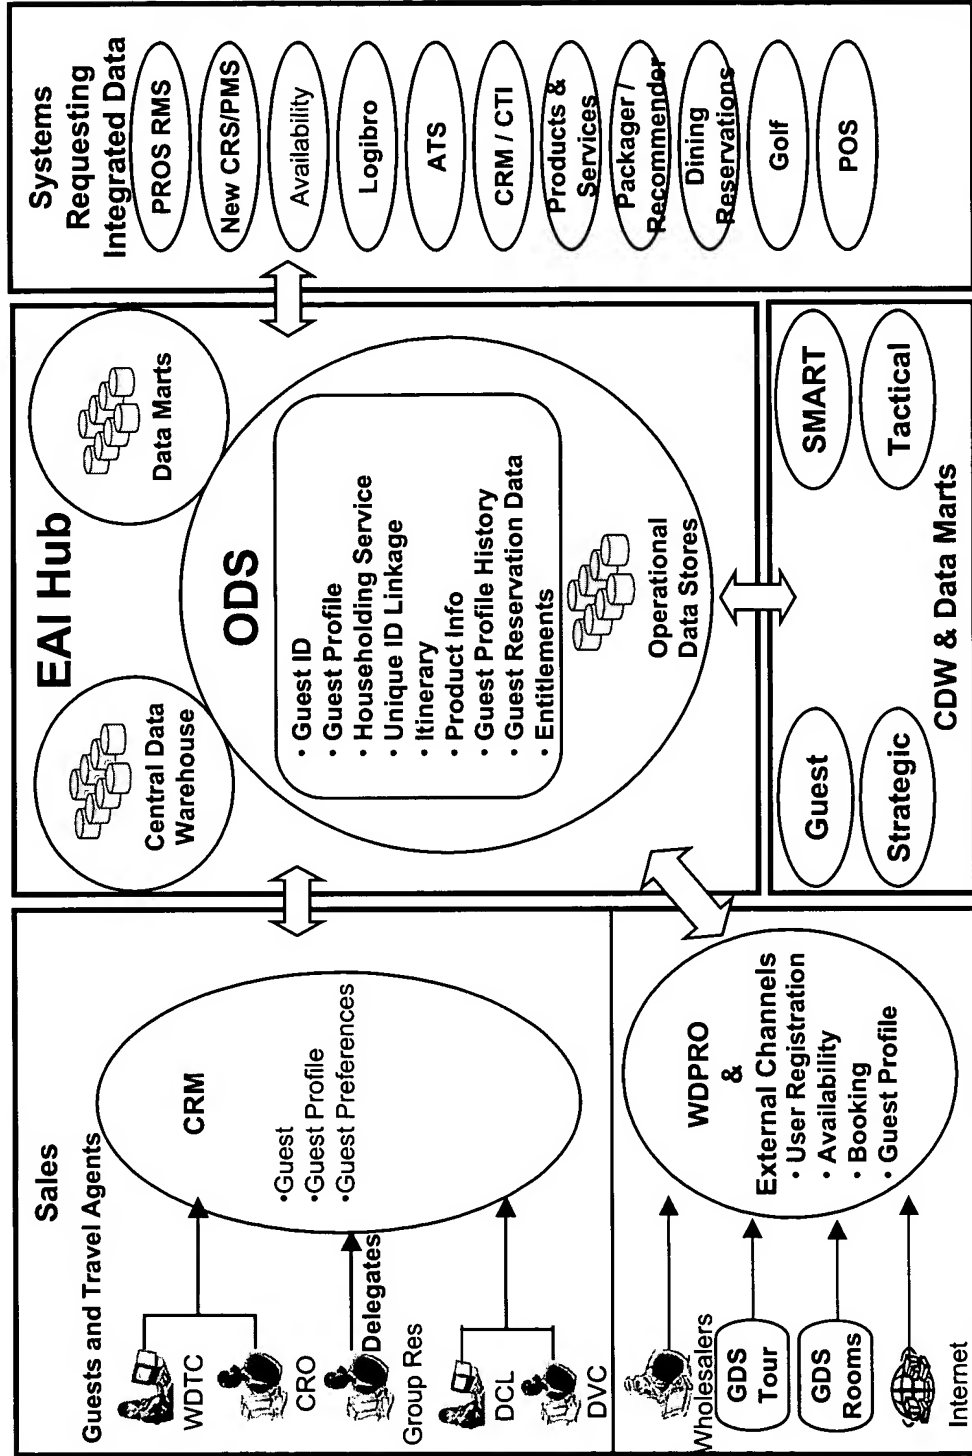 Sales
Guests and Travel Agents
WDTC
CRO
Delegates
Group Res
DCL
DVC
CRM
•Guest
•Guest Profile
•Guest Preferences
Wholesalers
GDS
Tour
GDS
Rooms
Internet
WDPRO
&
External Channels
• User Registration
• Availability
• Booking
• Guest Profile
EAI Hub
Central Data
Warehouse
Data Marts
ODS
• Guest ID
• Guest Profile
• Householding Service
• Unique ID Linkage
• Itinerary
• Product Info
• Guest Profile History
• Guest Reservation Data
• Entitlements
Operational
Data Stores
Guest
Strategic
SMART
Tactical
CDW & Data Marts
Systems
Requesting
Integrated Data
PROS RMS
New CRS/PMS
Availability
Logibro
ATS
CRM / CTI
Products &
Services
Packager /
Recommender
Dining
Reservations
Golf
POS